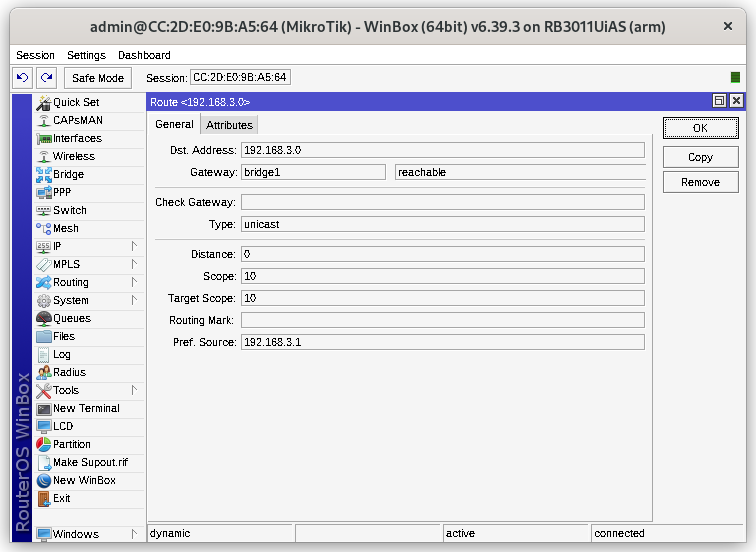 admin@CC:2D:E0:9B:A5:64 (MikroTik) - WinBox (64bit) v6.39.3 on RB3011UiAS (arm)
Session Settings Dashboard
Safe Mode Session: CC:2D:E0:9B:A5:64
RouterOS WinBox
Quick Set
CAPsMAN
Interfaces
Wireless
Bridge
PPP
Switch
Mesh
IP
MPLS
Routing
System
Queues
Files
Log
Radius
Tools
New Terminal
LCD
Partition
Make Supout.rif
New WinBox
Exit
Windows
Route <192.168.3.0>
General Attributes
Dst. Address: 192.168.3.0
Gateway: bridge1 reachable
Check Gateway:
Type: unicast
Distance: 0
Scope: 10
Target Scope: 10
Routing Mark:
Pref. Source: 192.168.3.1
OK
Copy
Remove
dynamic active connected